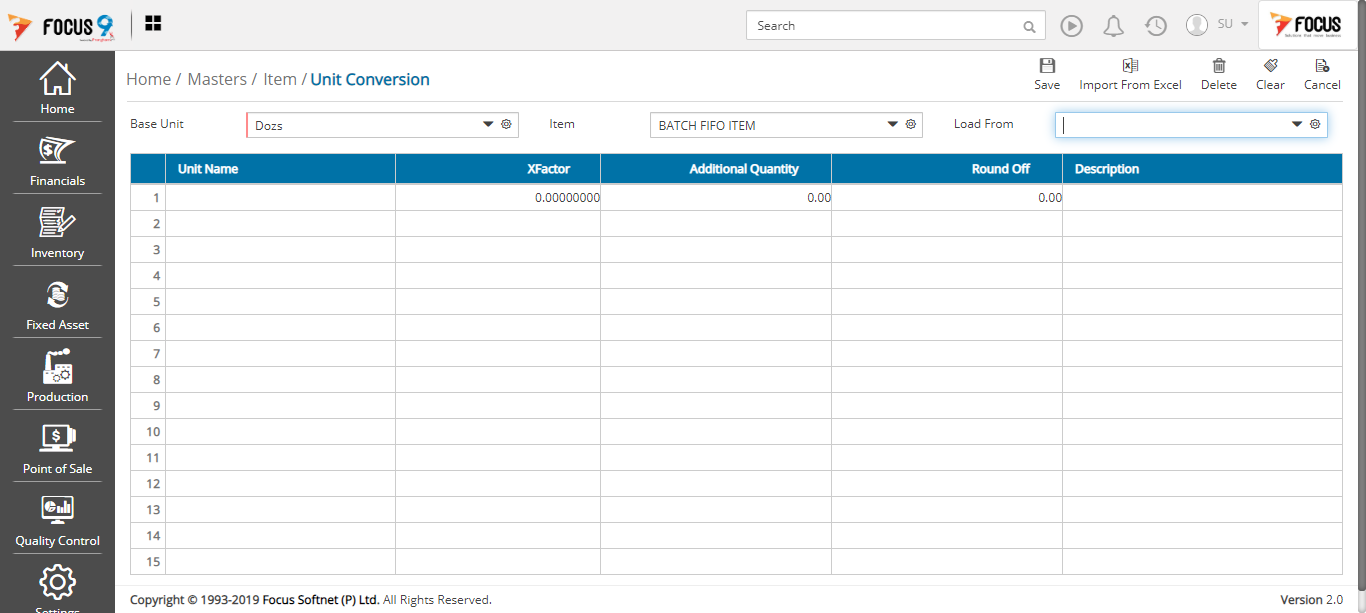 FOCUS 9
Search
SU
FOCUS
Home
Financials
Inventory
Fixed Asset
Production
Point of Sale
Quality Control
Settings
Home / Masters / Item / Unit Conversion
Save
Import From Excel
Delete
Clear
Cancel
Base Unit Dozs Item BATCH FIFO ITEM Load From
Unit Name XFactor Additional Quantity Round Off Description
1 0.00000000 0.00 0.00
2
3
4
5
6
7
8
9
10
11
12
13
14
15
Copyright © 1993-2019 Focus Softnet (P) Ltd. All Rights Reserved. Version 2.0